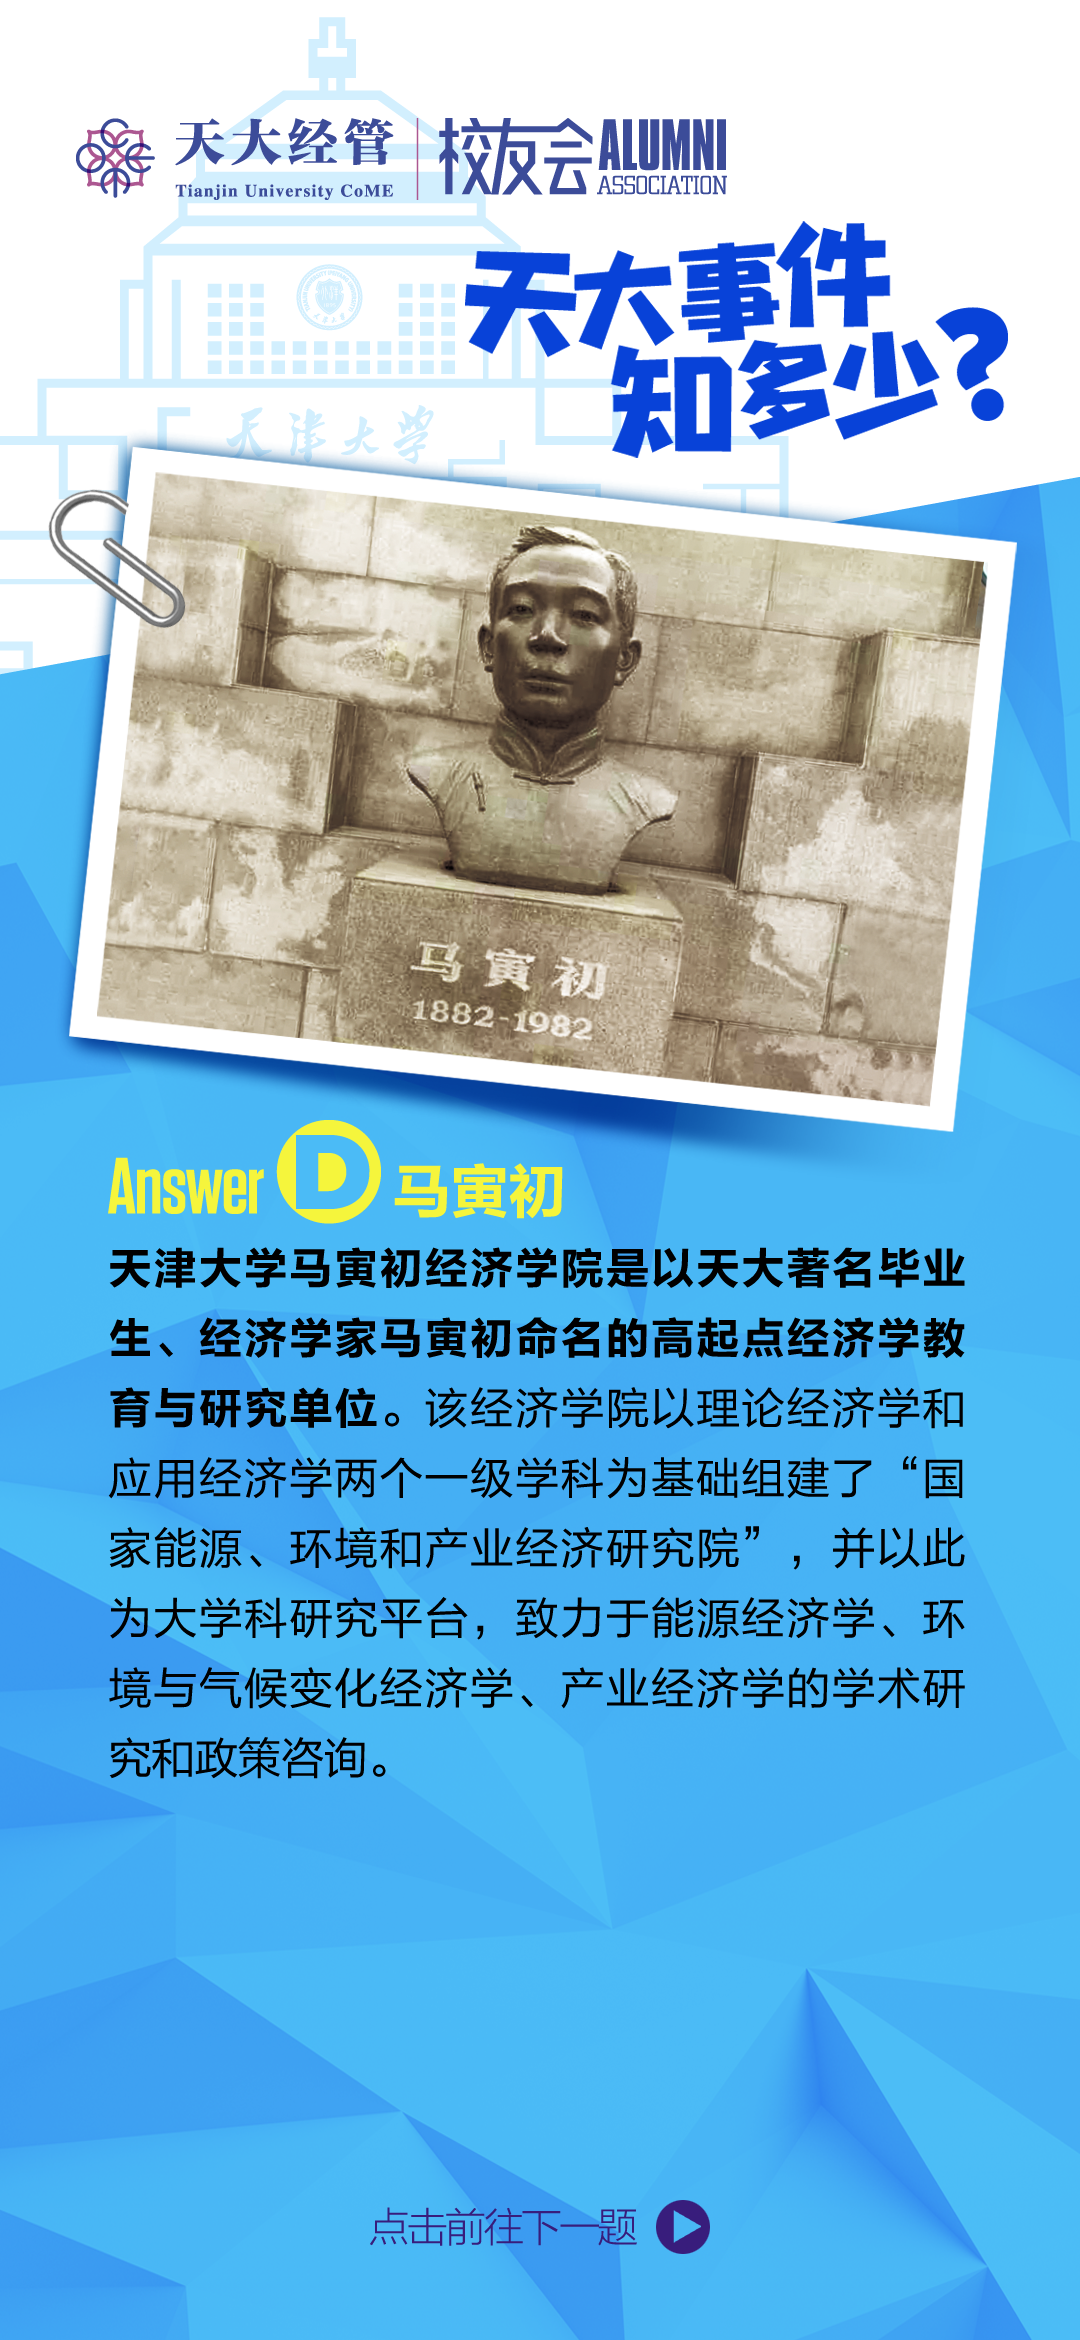 天大经管
Tianjin University CoME
校友会 ALUMNI ASSOCIATION
天大事件
知多少?
天津大学
马寅初
1882-1982
Answer D 马寅初
天津大学马寅初经济学院是以天大著名毕业
生、经济学家马寅初命名的高起点经济学教
育与研究单位。该经济学院以理论经济学和
应用经济学两个一级学科为基础组建了“国
家能源、环境和产业经济研究院”，并以此
为大学科研究平台，致力于能源经济学、环
境与气候变化经济学、产业经济学的学术研
究和政策咨询。
点击前往下一题